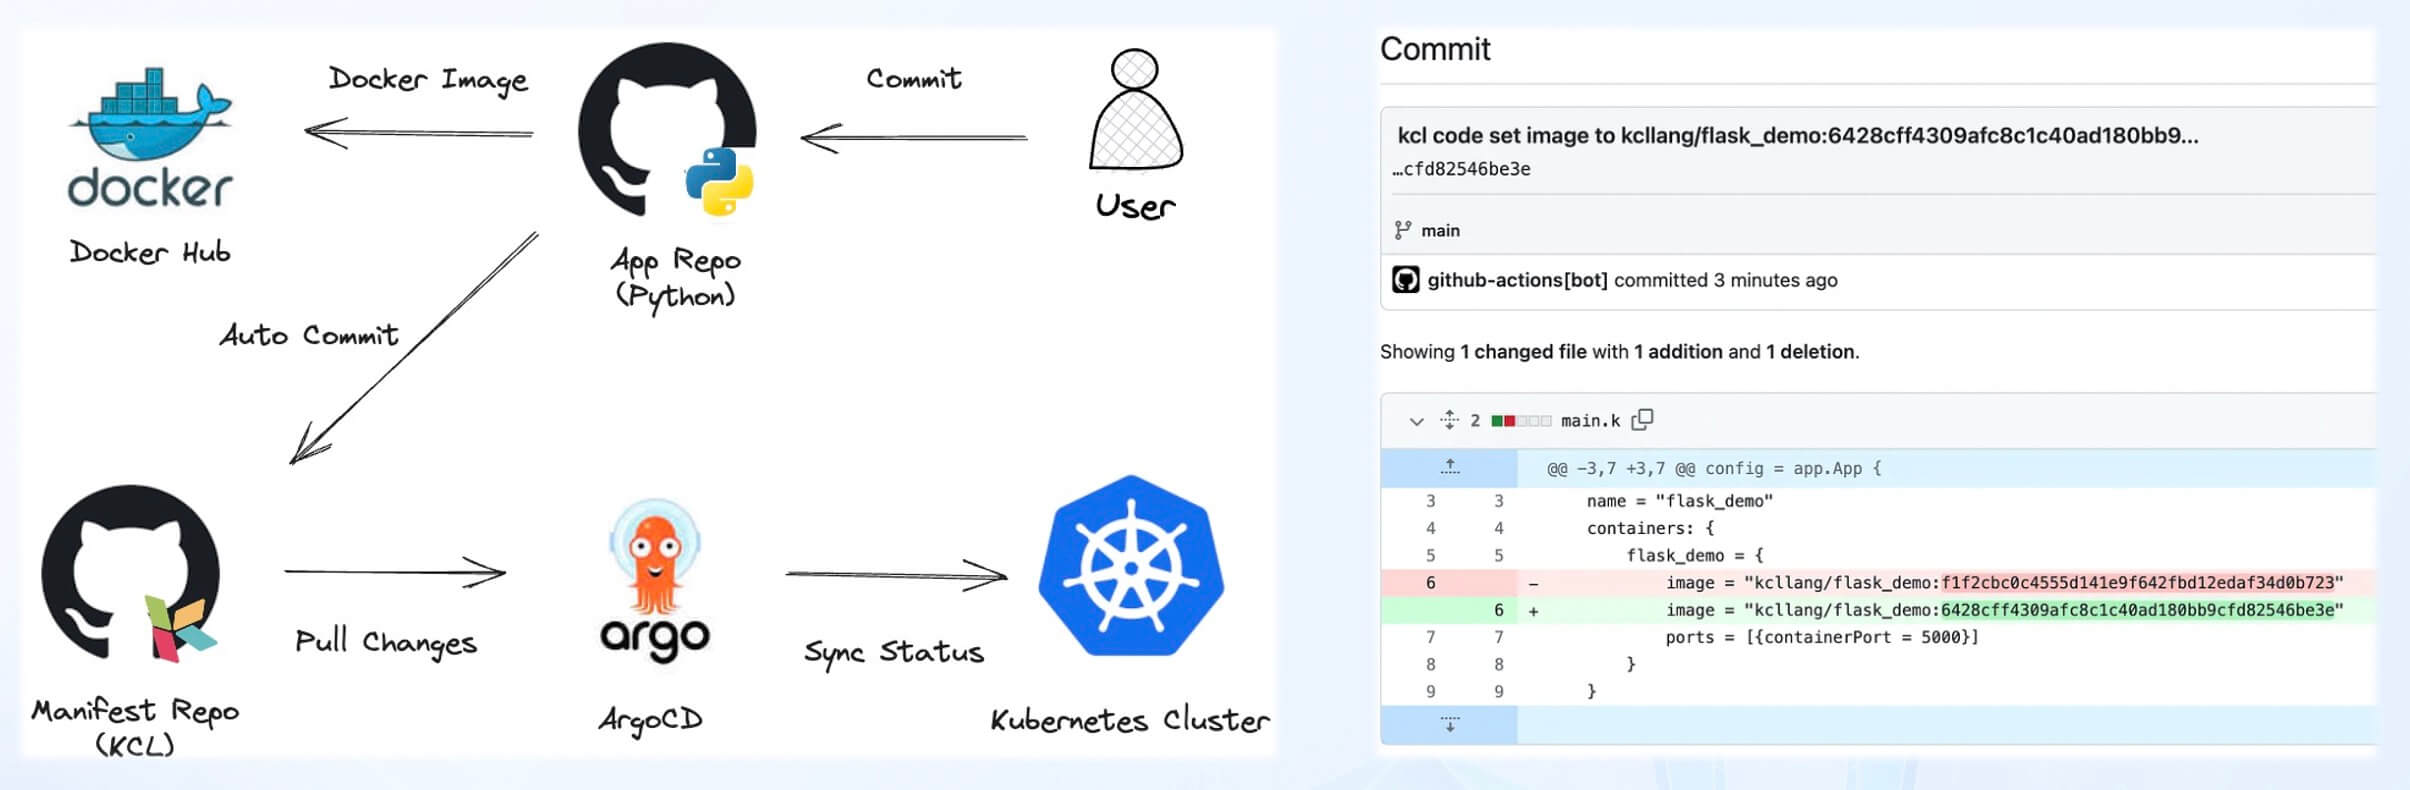 Docker Image
Commit
docker
Docker Hub
App Repo
(Python)
User
Auto Commit
Pull Changes
argo
Sync Status
Manifest Repo
(KCL)
ArgoCD
Kubernetes Cluster
Commit
kcl code set image to kcllang/flask_demo:6428cff4309afc8c1c40ad180bb9...
…cfd82546be3e
main
github-actions[bot] committed 3 minutes ago
Showing 1 changed file with 1 addition and 1 deletion.
2 main.k
@@ -3,7 +3,7 @@ config = app.App {
3 3 name = "flask_demo"
4 4 containers: {
5 5 flask_demo = {
6 - image = "kcllang/flask_demo:f1f2cbc0c4555d141e9f642fbd12edaf34d0b723"
6 + image = "kcllang/flask_demo:6428cff4309afc8c1c40ad180bb9cfd82546be3e"
7 7 ports = [{containerPort = 5000}]
8 8 }
9 9 }